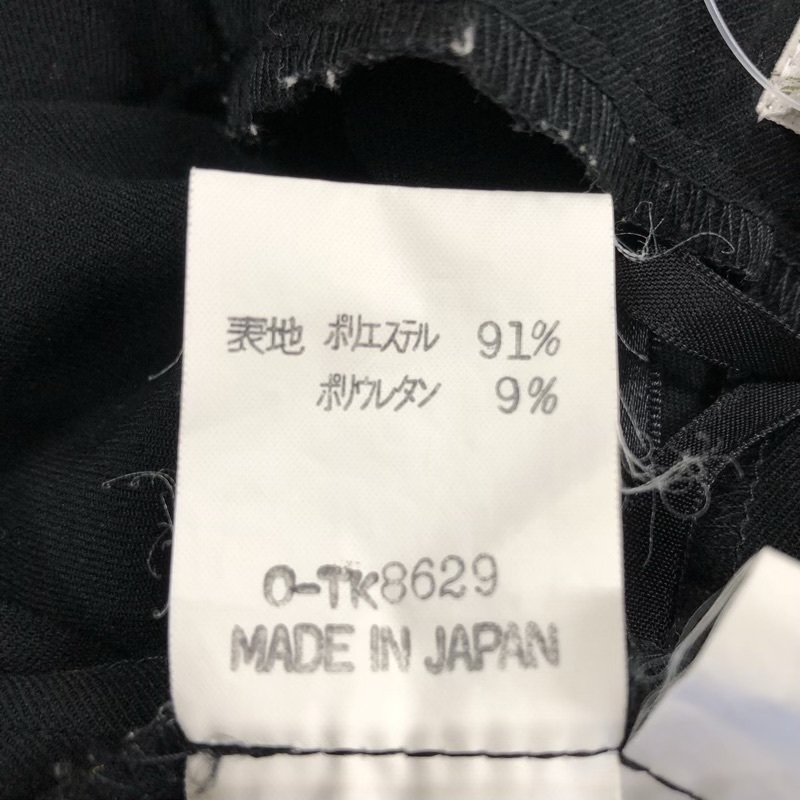 表地 ポリエステル 91%
ポリウレタン 9%
O-TK8629
MADE IN JAPAN